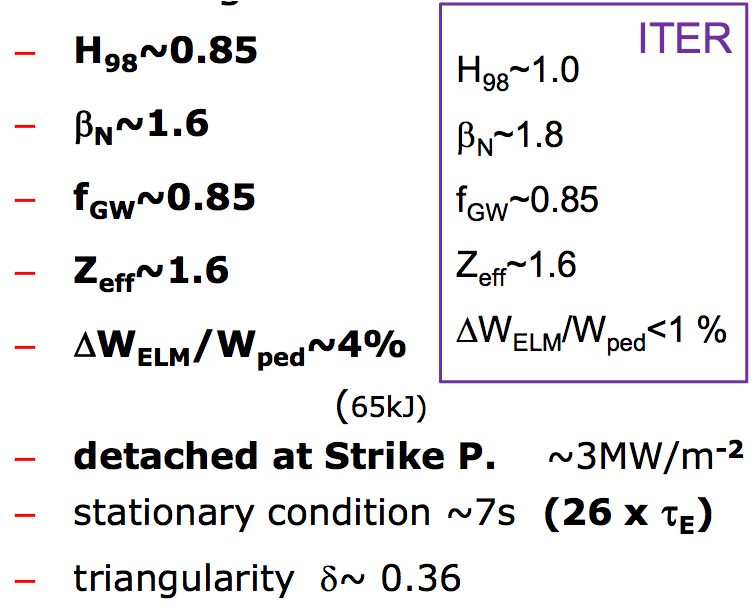 – H98~0.85
– βN~1.6
– fGW~0.85
– Zeff~1.6
– ΔWELM/Wped~4%
(65kJ)
– detached at Strike P. ~3MW/m-2
– stationary condition ~7s (26 x τE)
– triangularity δ~ 0.36
ITER
H98~1.0
βN~1.8
fGW~0.85
Zeff~1.6
ΔWELM/Wped<1 %